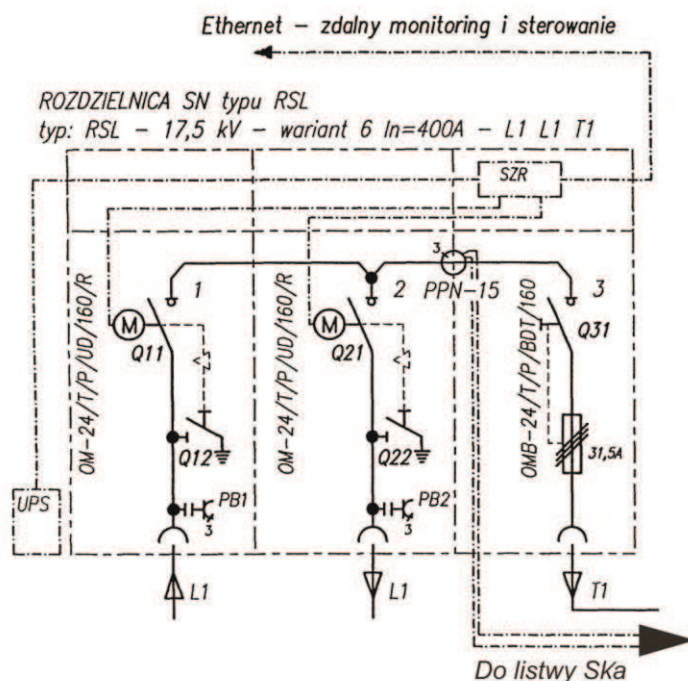 Ethernet – zdalny monitoring i sterowanie
ROZDZIELNICA SN typu RSL
typ: RSL – 17,5 kV – wariant 6 In=400A – L1 L1 T1
SZR
3
PPN-15
1
2
3
OM-24/T/P/UD/160/R
M
Q11
OM-24/T/P/UD/160/R
M
Q21
OMB-24/T/P/BDT/160
Q31
Q12
Q22
31,5A
UPS
PB1
3
PB2
3
L1
L1
T1
Do listwy SKa